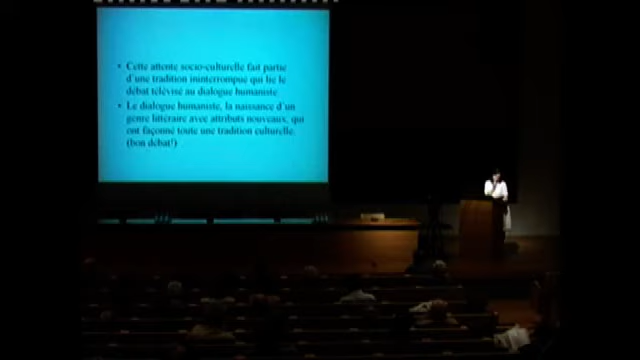 • Cette attente socio-culturelle fait partie
d'une tradition ininterrompue qui lie le
débat télévisé au dialogue humaniste.
• Le dialogue humaniste, la naissance d'un
genre littéraire avec attributs nouveaux, qui
ont façonné toute une tradition culturelle.
(bon débat!)